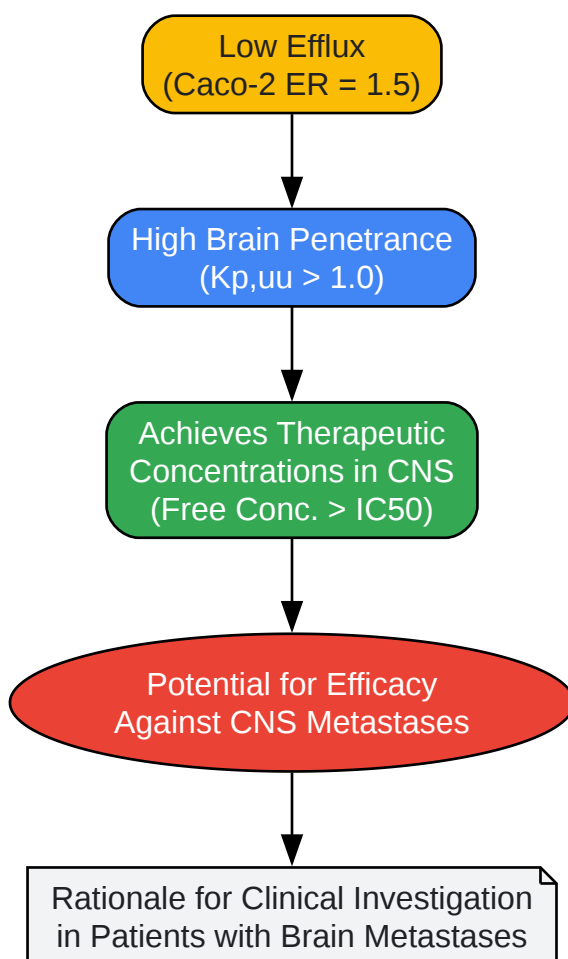 Low Efflux
(Caco-2 ER = 1.5)
High Brain Penetrance
(Kp,uu > 1.0)
Achieves Therapeutic
Concentrations in CNS
(Free Conc. > IC50)
Potential for Efficacy
Against CNS Metastases
Rationale for Clinical Investigation
in Patients with Brain Metastases